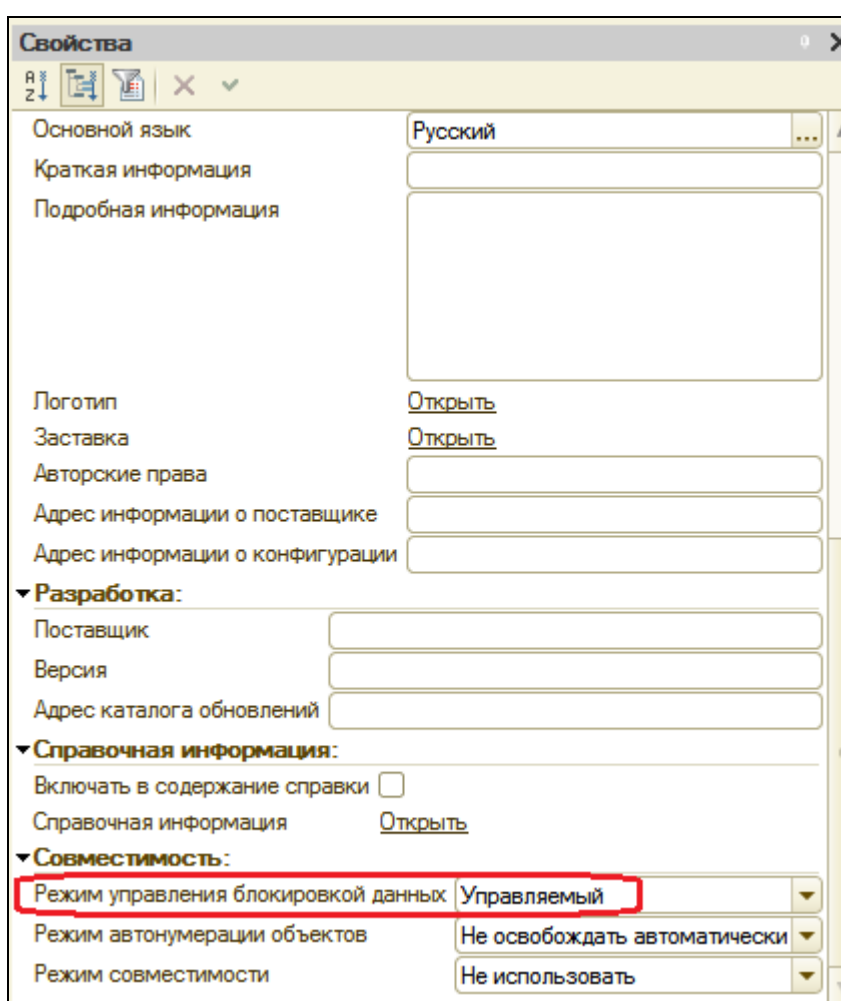 Свойства
Основной язык Русский ...
Краткая информация
Подробная информация
Логотип Открыть
Заставка Открыть
Авторские права
Адрес информации о поставщике
Адрес информации о конфигурации
Разработка:
Поставщик
Версия
Адрес каталога обновлений
Справочная информация:
Включать в содержание справки
Справочная информация Открыть
Совместимость:
Режим управления блокировкой данных Управляемый
Режим автонумерации объектов Не освобождать автоматически
Режим совместимости Не использовать